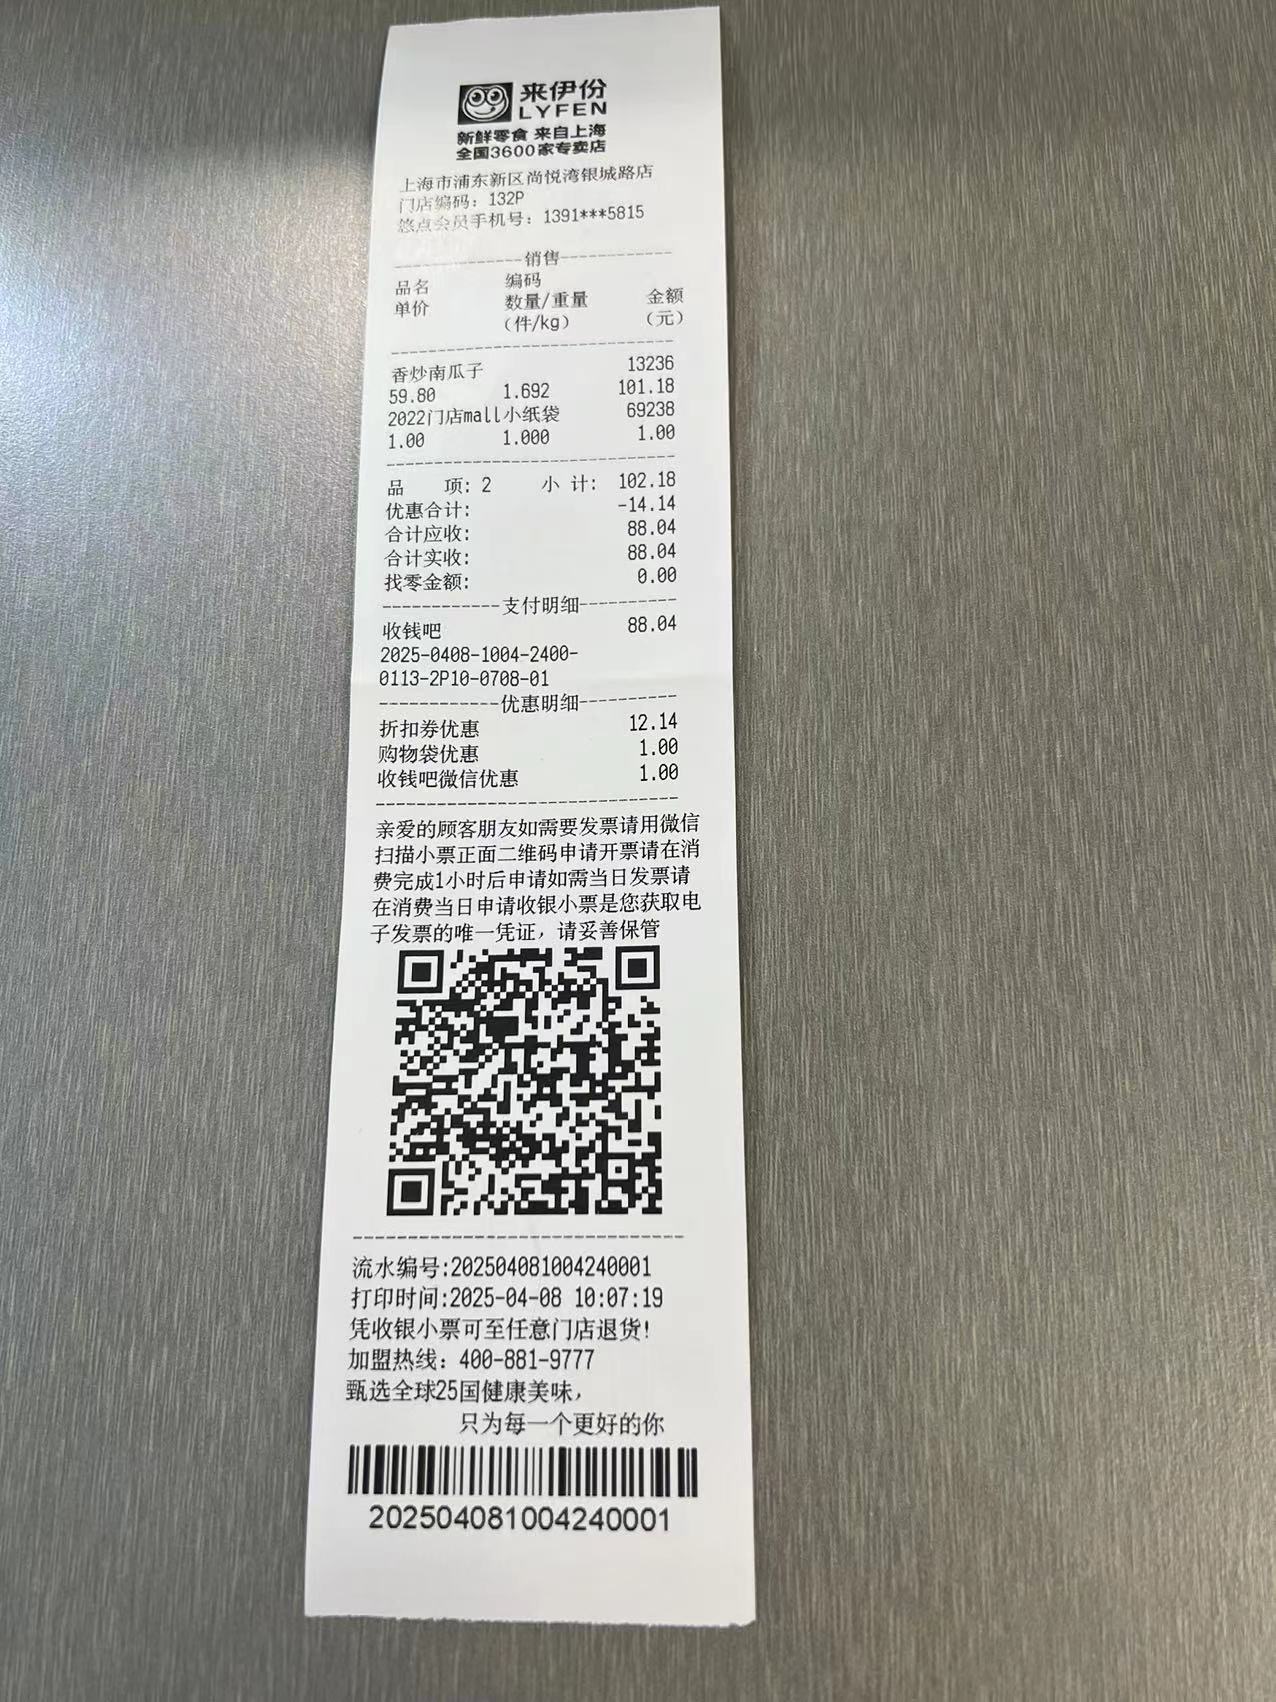 来伊份
LYFEN
新鲜零食 来自上海
全国3600家专卖店
上海市浦东新区尚悦湾银城路店
门店编码：132P
悠点会员手机号：1391***5815
------------销售------------
品名 编码
单价 数量/重量 金额
（件/kg） （元）
香炒南瓜子 13236
59.80 1.692 101.18
2022门店mall小纸袋 69238
1.00 1.000 1.00
品 项: 2 小 计: 102.18
优惠合计: -14.14
合计应收: 88.04
合计实收: 88.04
找零金额: 0.00
------------支付明细----------
收钱吧 88.04
2025-0408-1004-2400-
0113-2P10-0708-01
------------优惠明细----------
折扣券优惠 12.14
购物袋优惠 1.00
收钱吧微信优惠 1.00
亲爱的顾客朋友如需要发票请用微信
扫描小票正面二维码申请开票请在消
费完成1小时后申请如需当日发票请
在消费当日申请收银小票是您获取电
子发票的唯一凭证，请妥善保管
流水编号:202504081004240001
打印时间:2025-04-08 10:07:19
凭收银小票可至任意门店退货!
加盟热线：400-881-9777
甄选全球25国健康美味，
只为每一个更好的你
202504081004240001